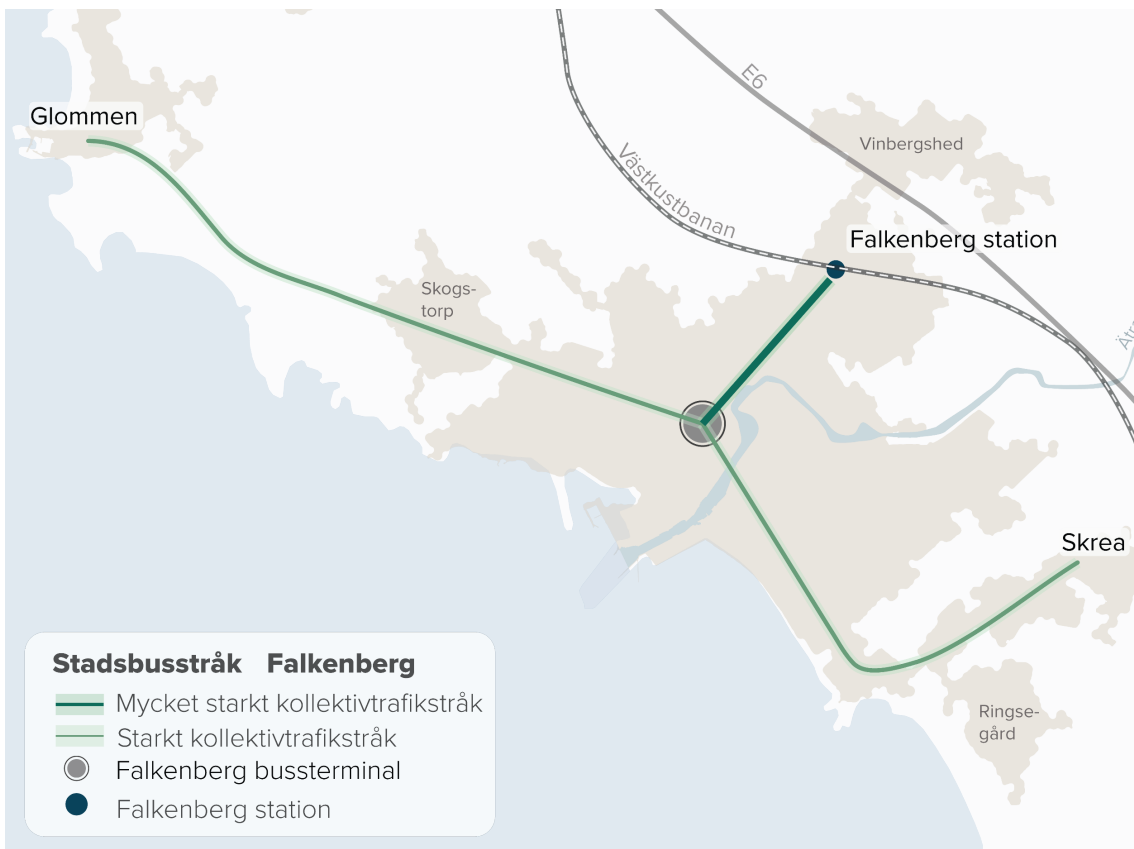 E6
Glommen
Vinbergshed
Västkustbanan
Falkenberg station
Skogs-
torp
Skrea
Ringse-
gård
Stadsbusstråk Falkenberg
Mycket starkt kollektivtrafikstråk
Starkt kollektivtrafikstråk
Falkenberg bussterminal
Falkenberg station